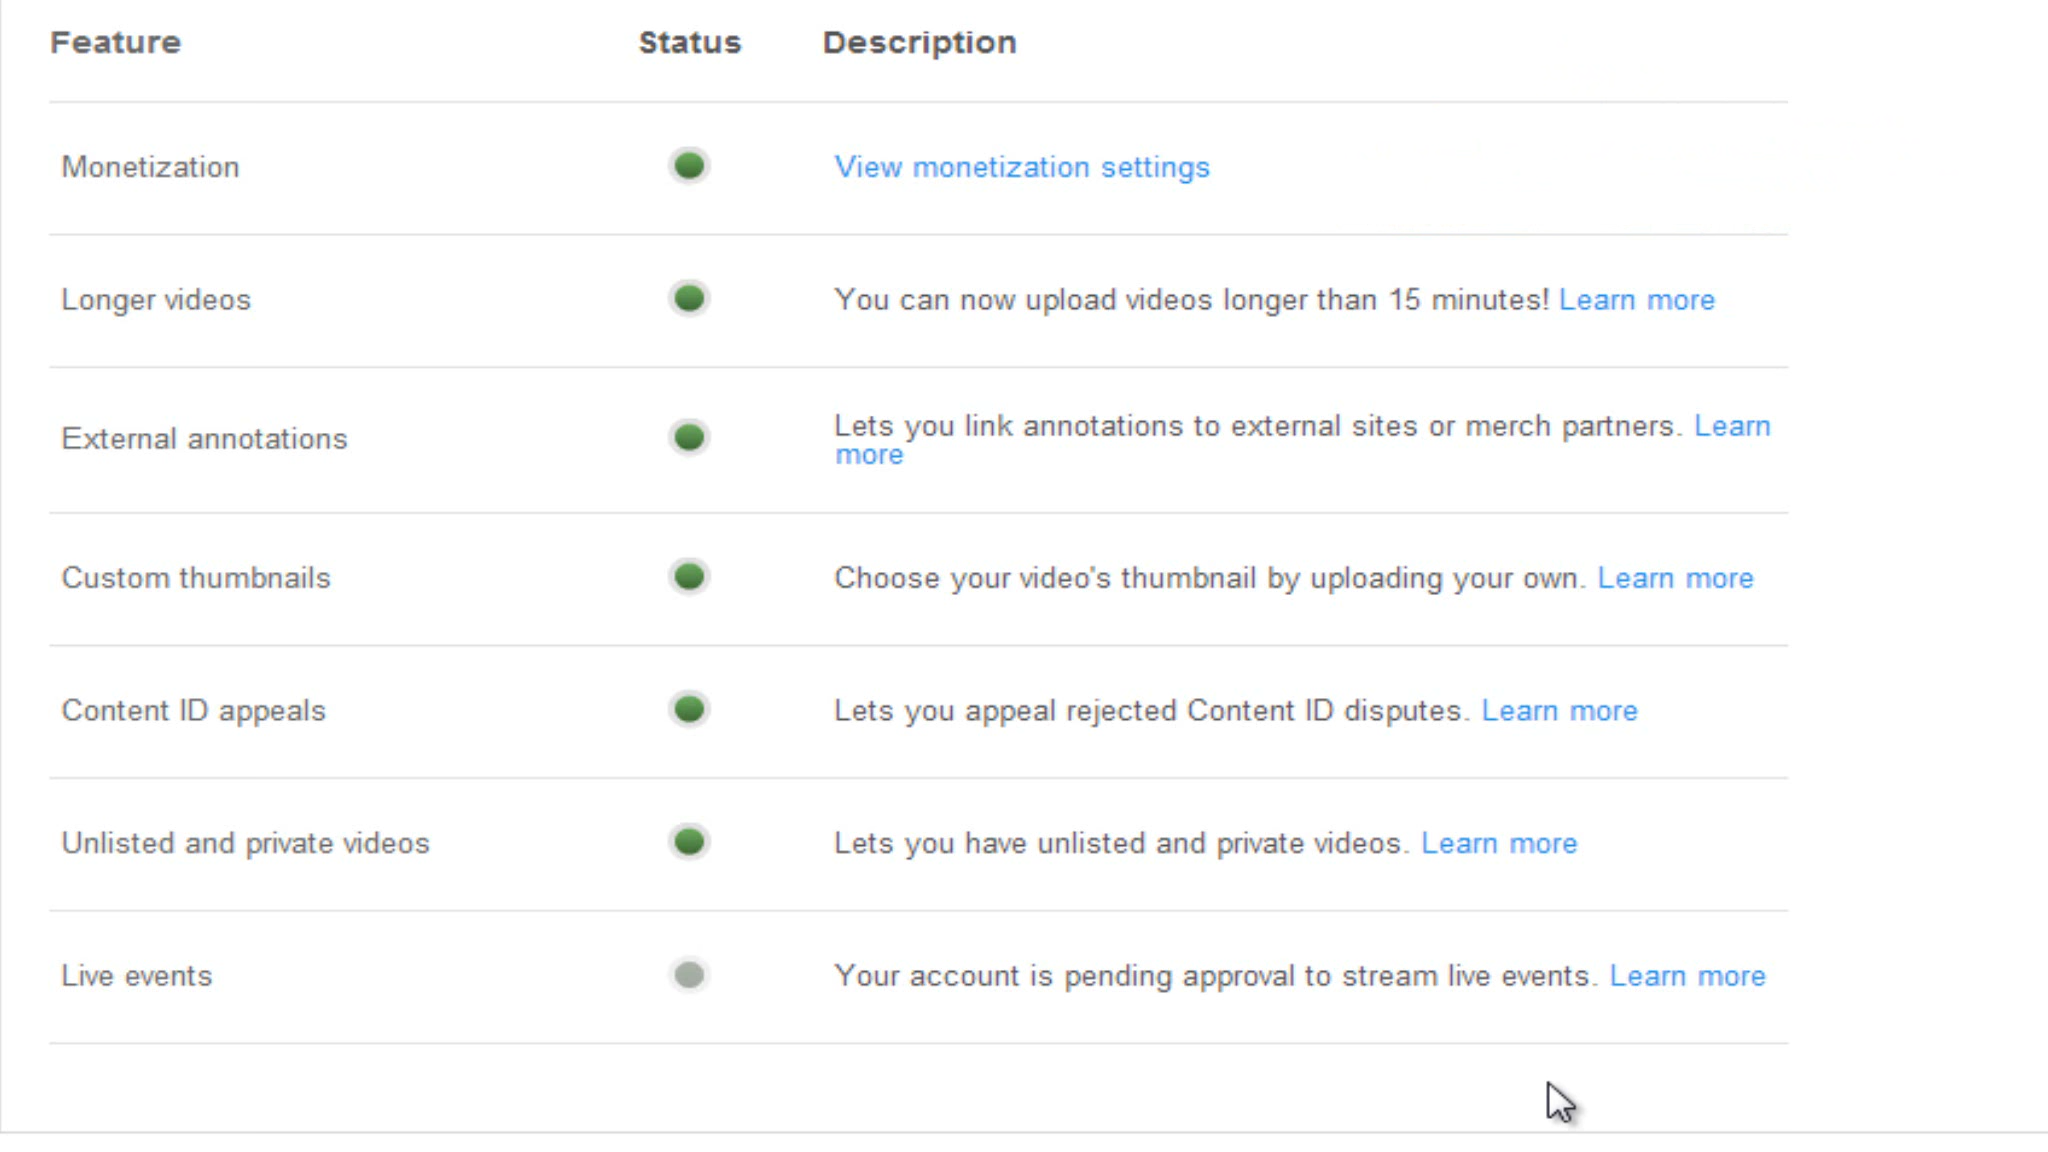 Feature Status Description
Monetization View monetization settings
Longer videos You can now upload videos longer than 15 minutes! Learn more
External annotations Lets you link annotations to external sites or merch partners. Learn
more
Custom thumbnails Choose your video's thumbnail by uploading your own. Learn more
Content ID appeals Lets you appeal rejected Content ID disputes. Learn more
Unlisted and private videos Lets you have unlisted and private videos. Learn more
Live events Your account is pending approval to stream live events. Learn more